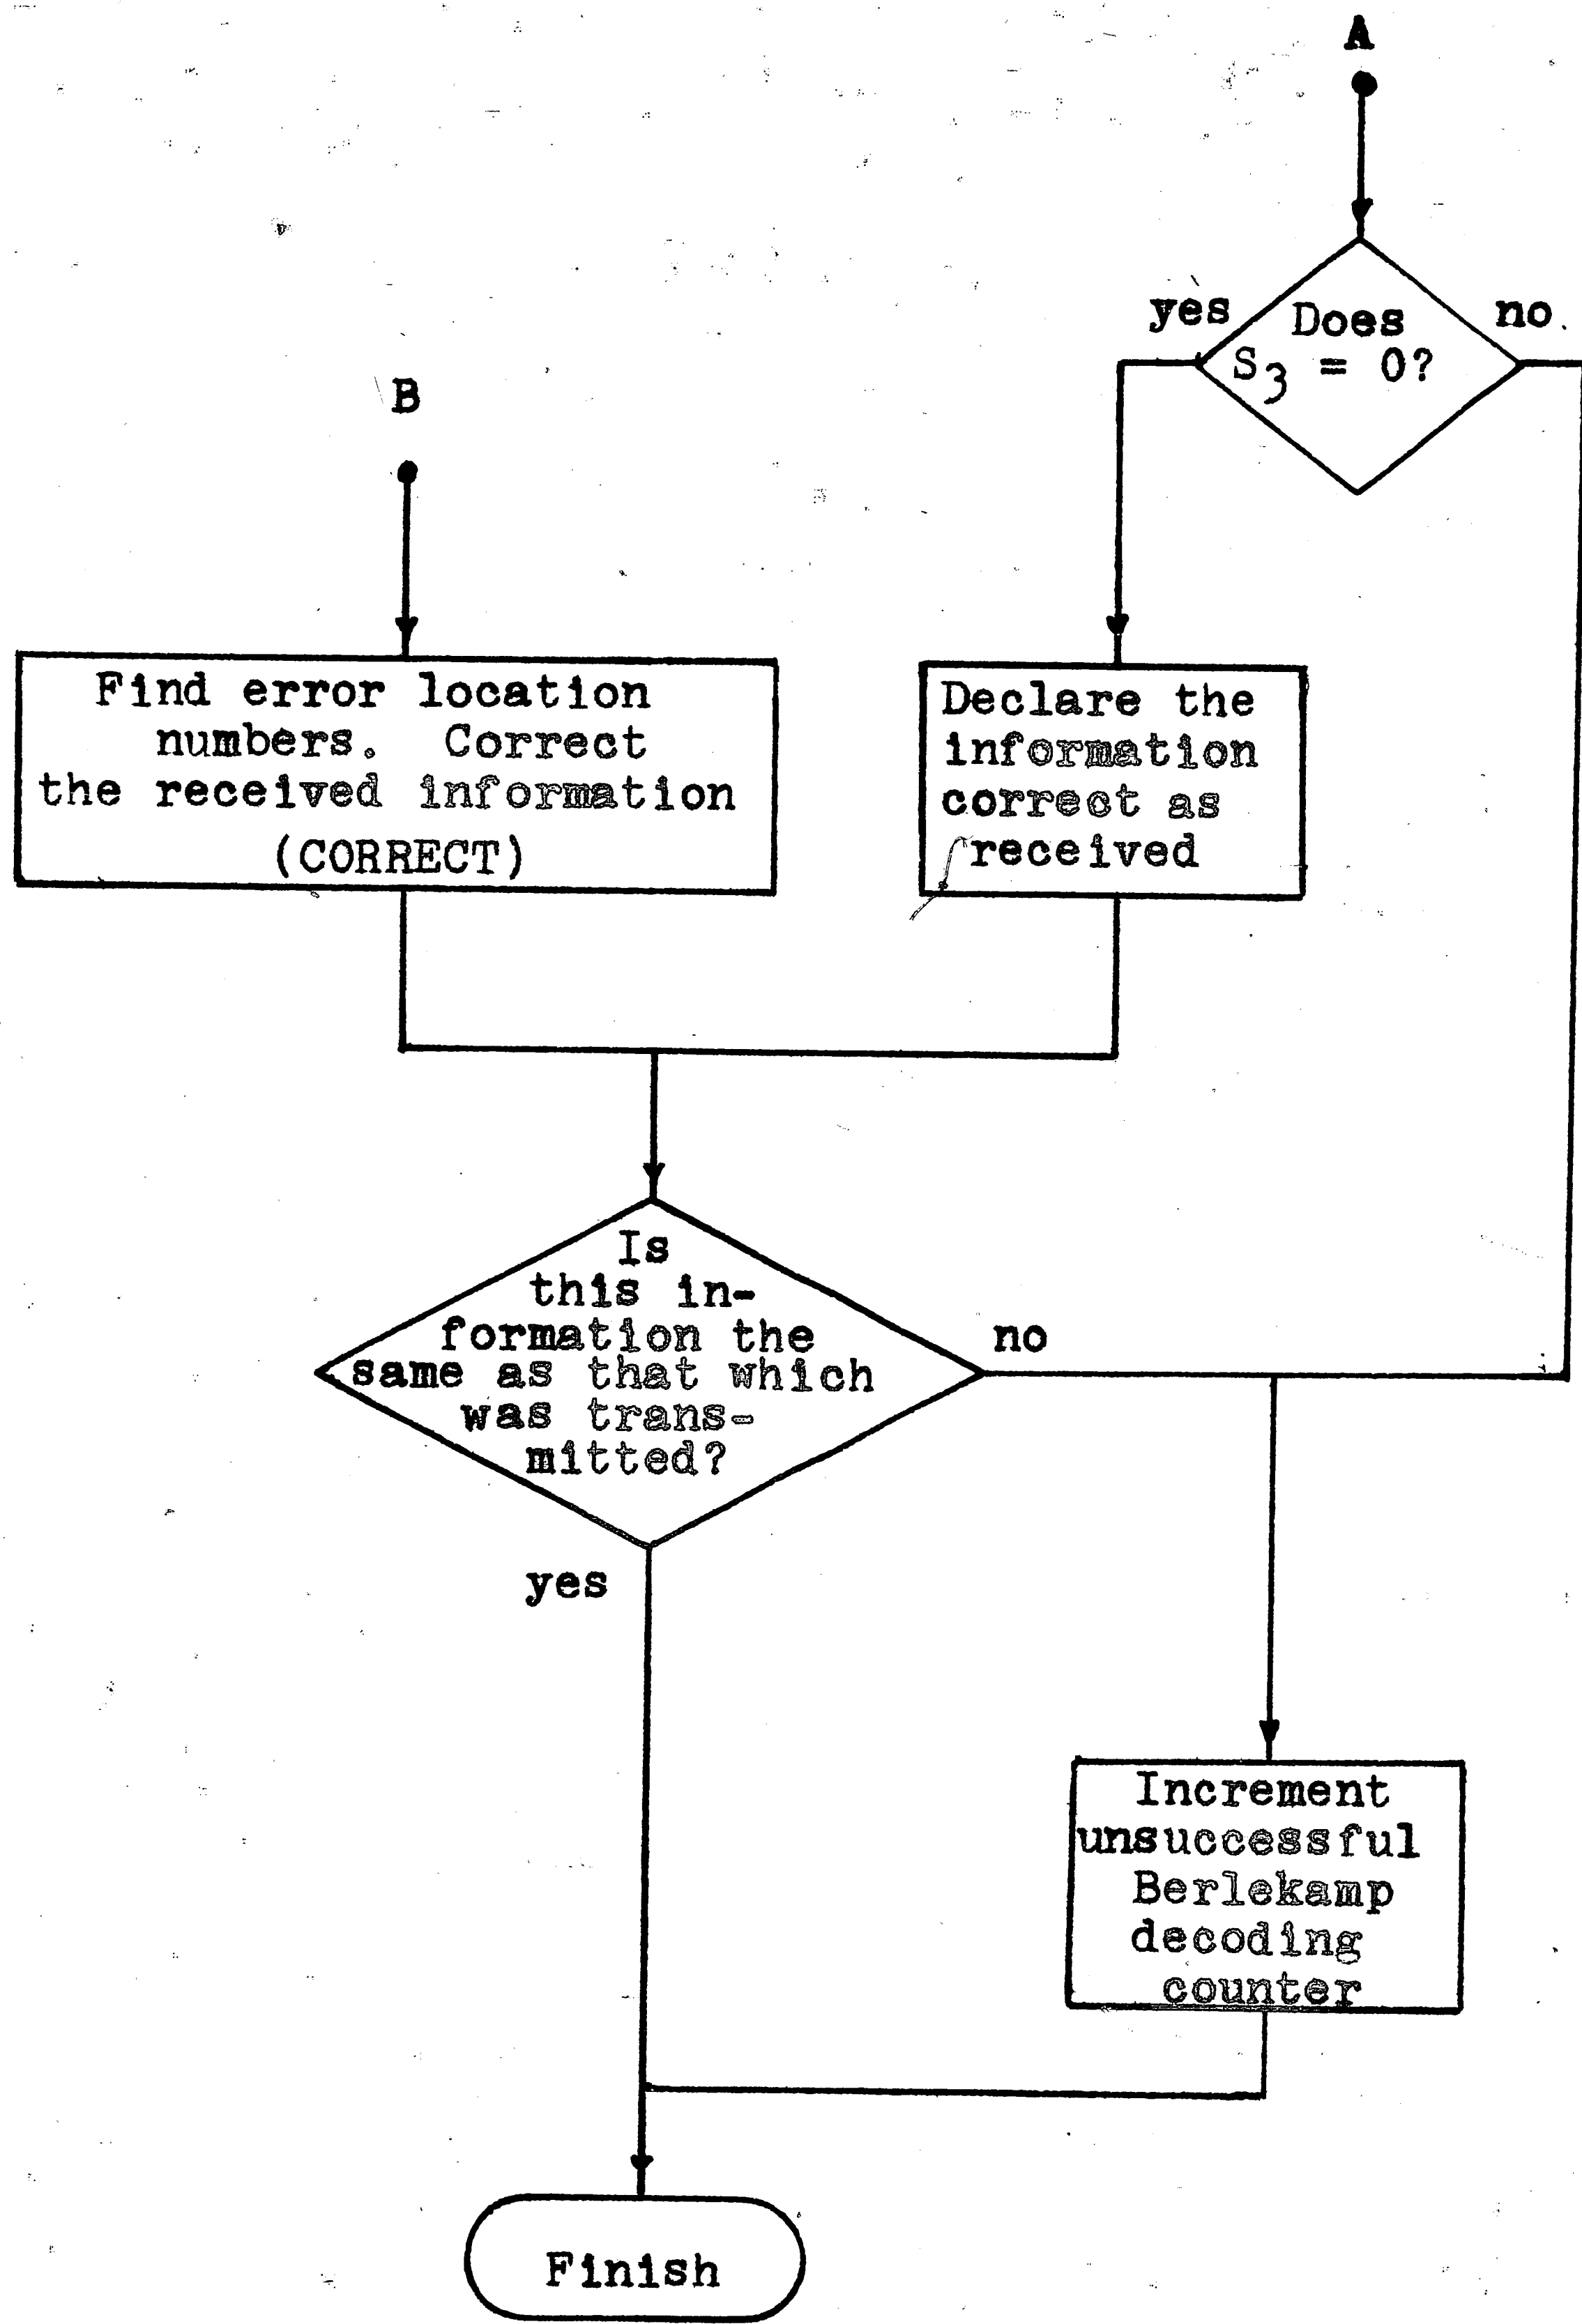 A
yes
Does
no
S3 = 0?
B
Find error location
numbers. Correct
the received information
(CORRECT)
Declare the
information
correct as
received
Is
this in-
formation the
same as that which
was trans-
mitted?
no
yes
Increment
unsuccessful
Berlekamp
decoding
counter
Finish